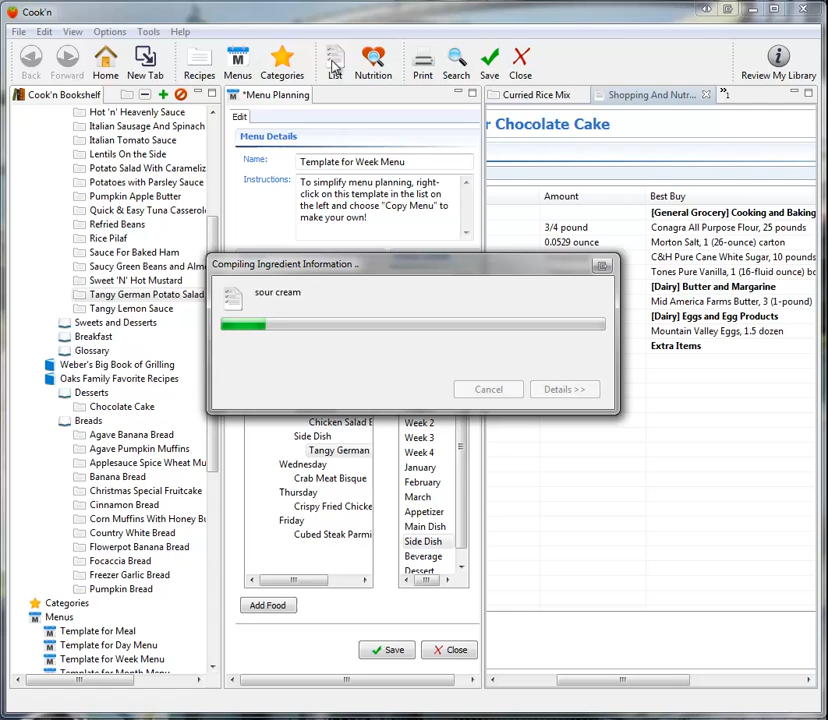 Cook'n
File Edit View Options Tools Help
Back Forward Home New Tab Recipes Menus Categories List Nutrition Print Search Save Close Review My Library
Cook'n Bookshelf
Hot 'n' Heavenly Sauce
Italian Sausage And Spinach
Italian Tomato Sauce
Lentils On the Side
Potato Salad With Carameliz
Potatoes with Parsley Sauce
Pumpkin Apple Butter
Quick & Easy Tuna Casserol
Refried Beans
Rice Pilaf
Sauce For Baked Ham
Saucy Green Beans and Alm
Sweet 'N' Hot Mustard
Tangy German Potato Salad
Tangy Lemon Sauce
Sweets and Desserts
Breakfast
Glossary
Weber's Big Book of Grilling
Oaks Family Favorite Recipes
Desserts
Chocolate Cake
Breads
Agave Banana Bread
Agave Pumpkin Muffins
Applesauce Spice Wheat Mu
Banana Bread
Christmas Special Fruitcake
Cinnamon Bread
Corn Muffins With Honey Bu
Country White Bread
Flowerpot Banana Bread
Focaccia Bread
Freezer Garlic Bread
Pumpkin Bread
Categories
Menus
Template for Meal
Template for Day Menu
Template for Week Menu
Template for Month Menu
*Menu Planning
Edit
Menu Details
Name: Template for Week Menu
Instructions: To simplify menu planning, right-
click on this template in the list on
the left and choose "Copy Menu" to
make your own!
Compiling Ingredient Information ..
sour cream
Cancel Details >>
Chicken Salad E
Side Dish
Tangy German
Wednesday
Crab Meat Bisque
Thursday
Crispy Fried Chicke
Friday
Cubed Steak Parmi
Week 2
Week 3
Week 4
January
February
March
Appetizer
Main Dish
Side Dish
Beverage
Dessert
Add Food
Save Close
Curried Rice Mix Shopping And Nutr... »1
r Chocolate Cake
Amount Best Buy
[General Grocery] Cooking and Baking
3/4 pound Conagra All Purpose Flour, 25 pounds
0.0529 ounce Morton Salt, 1 (26-ounce) carton
C&H Pure Cane White Sugar, 10 pounds
Tones Pure Vanilla, 1 (16-fluid ounce) bo
[Dairy] Butter and Margarine
Mid America Farms Butter, 3 (1-pound)
[Dairy] Eggs and Egg Products
Mountain Valley Eggs, 1.5 dozen
Extra Items